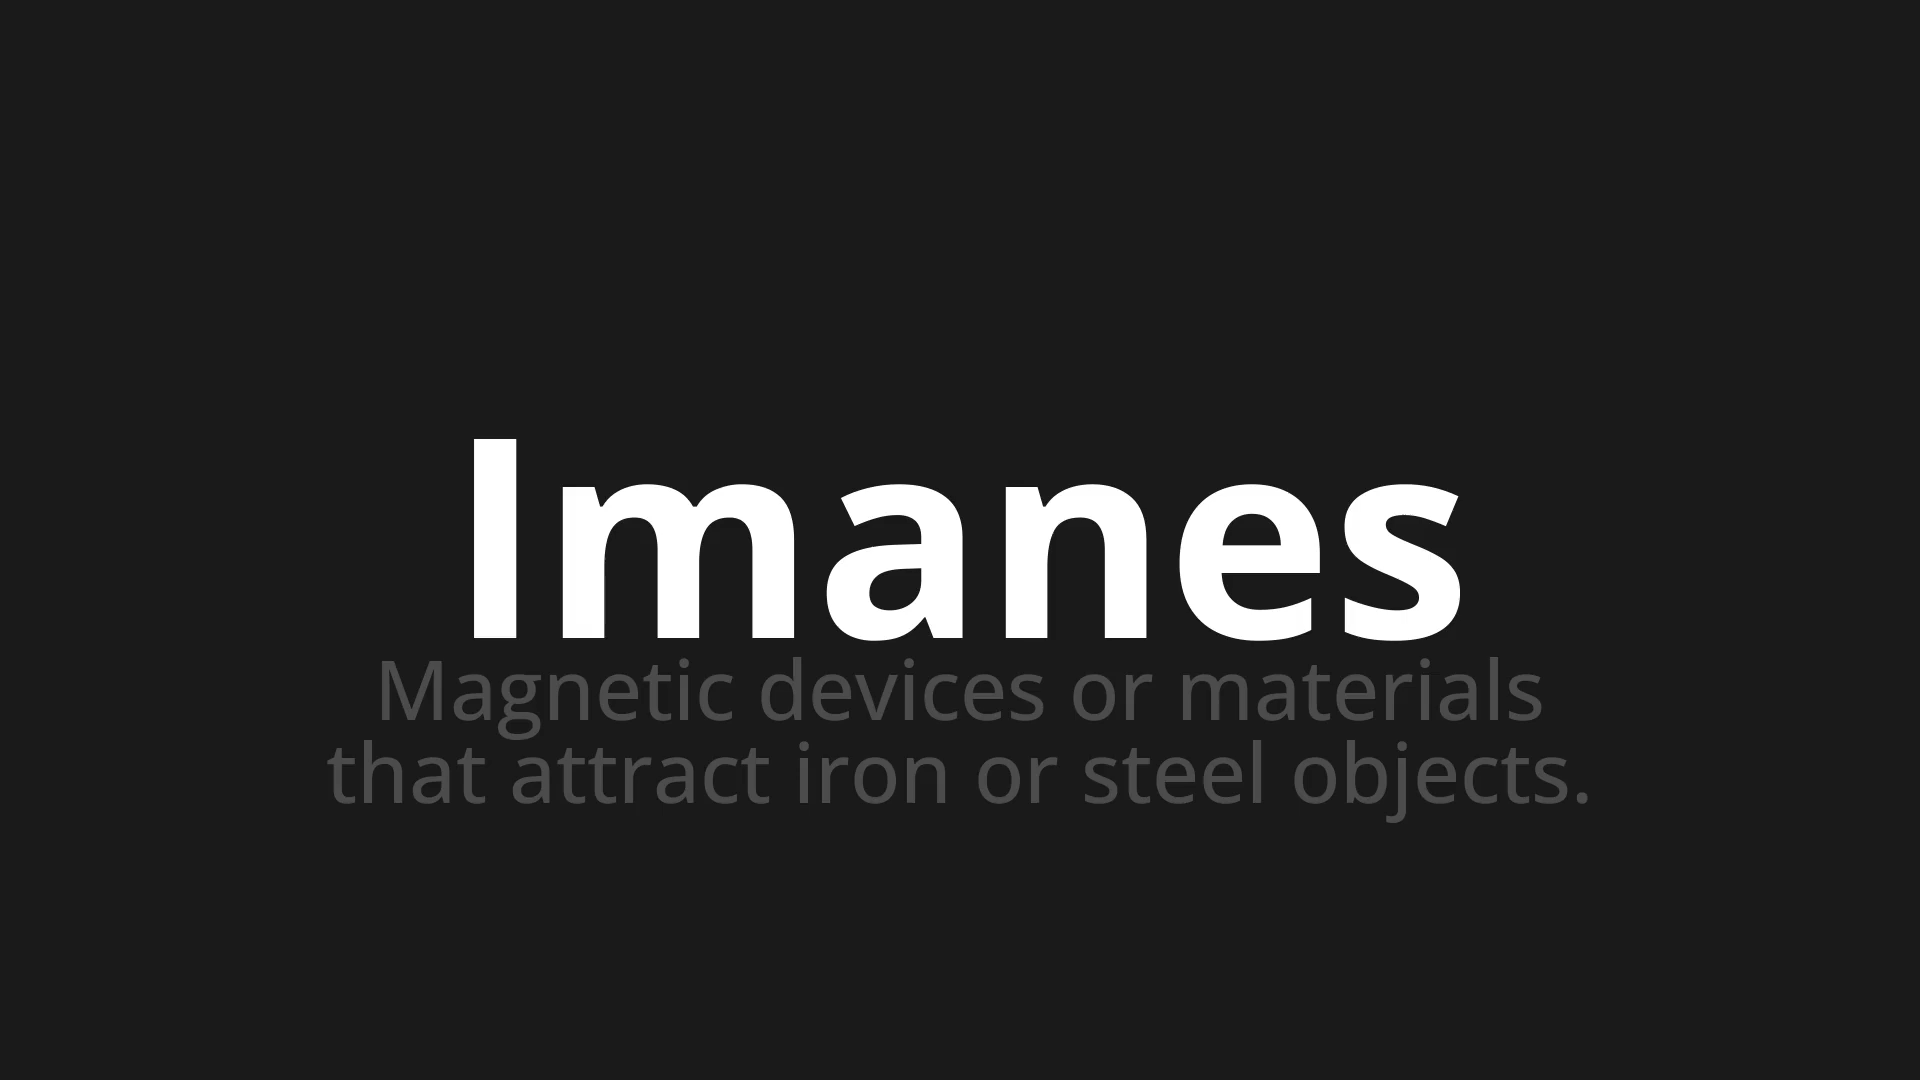 Imanes
Magnetic devices or materials
that attract iron or steel objects.